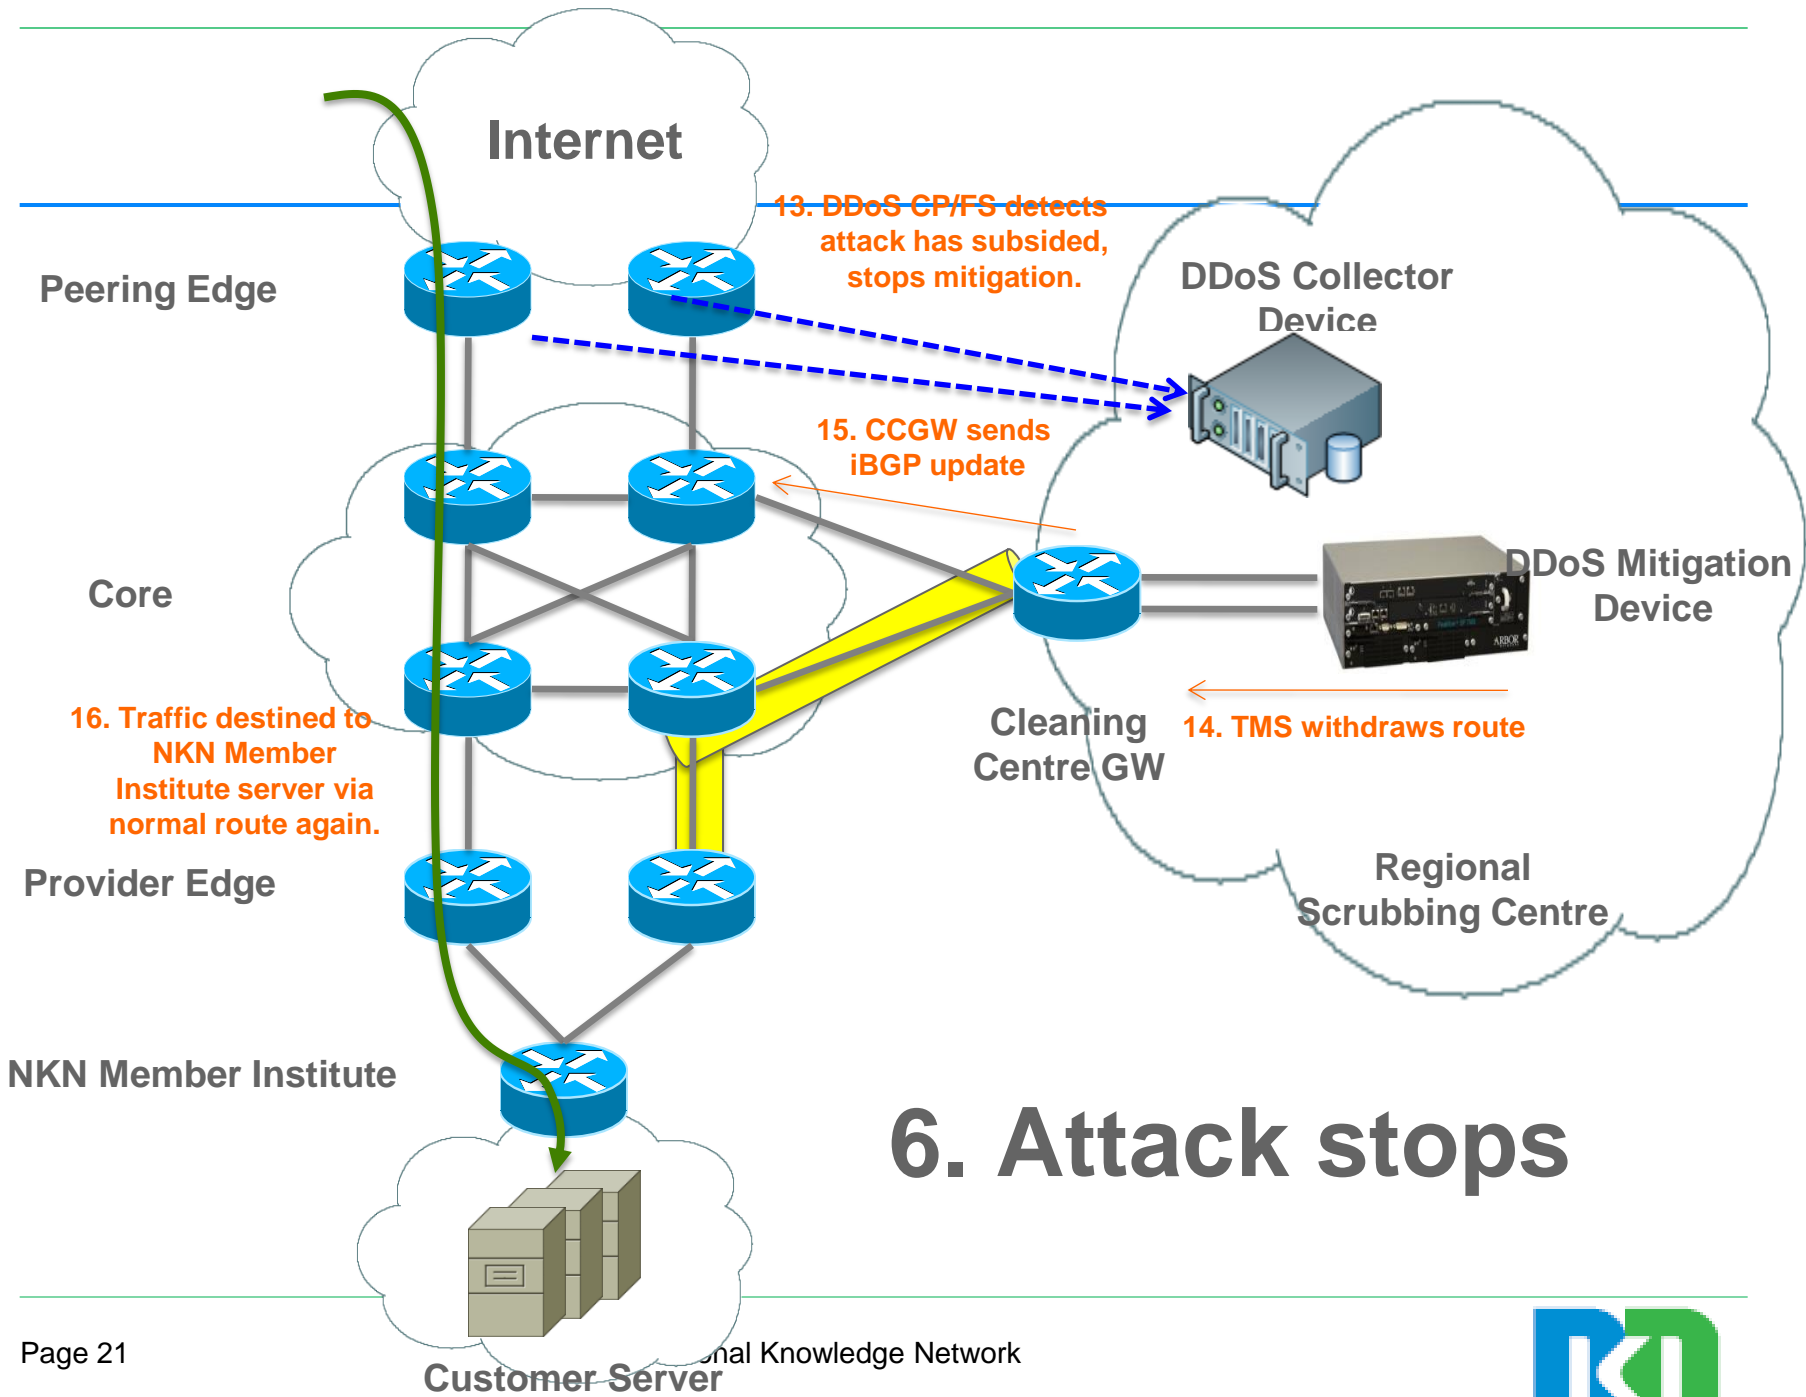 Internet
13. DDoS CP/FS detects
attack has subsided,
stops mitigation.
Peering Edge
DDoS Collector
Device
15. CCGW sends
iBGP update
Core
DDoS Mitigation
Device
ARBOR
16. Traffic destined to
NKN Member
Institute server via
normal route again.
Cleaning
Centre GW
14. TMS withdraws route
Provider Edge
Regional
Scrubbing Centre
NKN Member Institute
6. Attack stops
Page 21
onal Knowledge Network
Customer Server